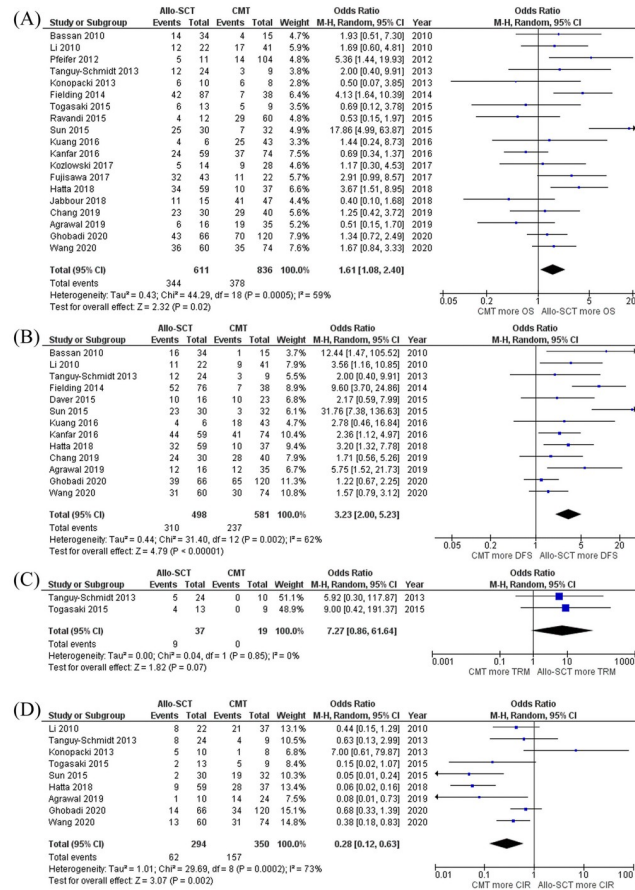 (A)
Allo-SCT CMT Odds Ratio Odds Ratio
Study or Subgroup Events Total Events Total Weight M-H, Random, 95% CI Year M-H, Random, 95% CI
Bassan 2010 14 34 4 15 4.7% 1.93 [0.51, 7.30] 2010
Li 2010 12 22 17 41 5.9% 1.69 [0.60, 4.81] 2010
Pfeifer 2012 5 11 14 104 4.8% 5.36 [1.44, 19.93] 2012
Tanguy-Schmidt 2013 12 24 3 9 3.8% 2.00 [0.40, 9.91] 2013
Konopacki 2013 6 10 6 8 2.8% 0.50 [0.07, 3.85] 2013
Fielding 2014 42 87 7 38 6.5% 4.13 [1.64, 10.39] 2014
Togasaki 2015 6 13 5 9 3.4% 0.69 [0.12, 3.78] 2015
Ravandi 2015 4 12 29 60 4.8% 0.53 [0.15, 1.97] 2015
Sun 2015 25 30 7 32 4.9% 17.86 [4.99, 63.87] 2015
Kuang 2016 4 6 25 43 3.2% 1.44 [0.24, 8.73] 2016
Kanfar 2016 24 59 37 74 7.6% 0.69 [0.34, 1.37] 2016
Kozlowski 2017 5 14 9 28 4.6% 1.17 [0.30, 4.53] 2017
Fujisawa 2017 32 43 11 22 5.7% 2.91 [0.99, 8.57] 2017
Hatta 2018 34 59 10 37 6.6% 3.67 [1.51, 8.95] 2018
Jabbour 2018 11 15 41 47 4.2% 0.40 [0.10, 1.68] 2018
Chang 2019 23 30 29 40 5.7% 1.25 [0.42, 3.72] 2019
Agrawal 2019 6 16 19 35 5.2% 0.51 [0.15, 1.70] 2019
Ghobadi 2020 43 66 70 120 8.0% 1.34 [0.72, 2.49] 2020
Wang 2020 36 60 35 74 7.6% 1.67 [0.84, 3.33] 2020
Total (95% CI) 611 836 100.0% 1.61 [1.08, 2.40]
Total events 344 378
Heterogeneity: Tau² = 0.43; Chi² = 44.29, df = 18 (P = 0.0005); I² = 59%
Test for overall effect: Z = 2.32 (P = 0.02)
0.05 0.2 1 5 20
CMT more OS Allo-SCT more OS
(B)
Allo-SCT CMT Odds Ratio Odds Ratio
Study or Subgroup Events Total Events Total Weight M-H, Random, 95% CI Year M-H, Random, 95% CI
Bassan 2010 16 34 1 15 3.7% 12.44 [1.47, 105.52] 2010
Li 2010 11 22 9 41 8.1% 3.56 [1.16, 10.85] 2010
Tanguy-Schmidt 2013 12 24 3 9 5.4% 2.00 [0.40, 9.91] 2013
Fielding 2014 52 76 7 38 9.0% 9.60 [3.70, 24.86] 2014
Daver 2015 10 16 10 23 7.1% 2.17 [0.59, 7.99] 2015
Sun 2015 23 30 3 32 6.3% 31.76 [7.38, 136.63] 2015
Kuang 2016 4 6 18 43 4.7% 2.78 [0.46, 16.84] 2016
Kanfar 2016 44 59 41 74 10.7% 2.36 [1.12, 4.97] 2016
Hatta 2018 32 59 10 37 9.6% 3.20 [1.32, 7.78] 2018
Chang 2019 24 30 28 40 8.1% 1.71 [0.56, 5.26] 2019
Agrawal 2019 12 16 12 35 6.9% 5.75 [1.52, 21.73] 2019
Ghobadi 2020 39 66 65 120 11.7% 1.22 [0.67, 2.25] 2020
Wang 2020 31 60 30 74 10.8% 1.57 [0.79, 3.12] 2020
Total (95% CI) 498 581 100.0% 3.23 [2.00, 5.23]
Total events 310 237
Heterogeneity: Tau² = 0.44; Chi² = 31.40, df = 12 (P = 0.002); I² = 62%
Test for overall effect: Z = 4.79 (P < 0.00001)
0.05 0.2 1 5 20
CMT more DFS Allo-SCT more DFS
(C)
Allo-SCT CMT Odds Ratio Odds Ratio
Study or Subgroup Events Total Events Total Weight M-H, Random, 95% CI Year M-H, Random, 95% CI
Tanguy-Schmidt 2013 5 24 0 10 51.1% 5.92 [0.30, 117.87] 2013
Togasaki 2015 4 13 0 9 48.9% 9.00 [0.42, 191.37] 2015
Total (95% CI) 37 19 100.0% 7.27 [0.86, 61.64]
Total events 9 0
Heterogeneity: Tau² = 0.00; Chi² = 0.04, df = 1 (P = 0.85); I² = 0%
Test for overall effect: Z = 1.82 (P = 0.07)
0.001 0.1 1 10 1000
CMT more TRM Allo-SCT more TRM
(D)
Allo-SCT CMT Odds Ratio Odds Ratio
Study or Subgroup Events Total Events Total Weight M-H, Random, 95% CI Year M-H, Random, 95% CI
Li 2010 8 22 21 37 13.1% 0.44 [0.15, 1.29] 2010
Tanguy-Schmidt 2013 8 24 4 9 10.4% 0.63 [0.13, 2.99] 2013
Konopacki 2013 5 10 1 8 7.0% 7.00 [0.61, 79.87] 2013
Togasaki 2015 2 13 5 9 8.7% 0.15 [0.02, 1.07] 2015
Sun 2015 2 30 19 32 10.1% 0.05 [0.01, 0.24] 2015
Hatta 2018 9 59 28 37 13.3% 0.06 [0.02, 0.16] 2018
Agrawal 2019 1 10 14 24 7.9% 0.08 [0.01, 0.73] 2019
Ghobadi 2020 14 66 34 120 14.9% 0.68 [0.33, 1.39] 2020
Wang 2020 13 60 31 74 14.7% 0.38 [0.18, 0.83] 2020
Total (95% CI) 294 350 100.0% 0.28 [0.12, 0.63]
Total events 62 157
Heterogeneity: Tau² = 1.01; Chi² = 29.69, df = 8 (P = 0.0002); I² = 73%
Test for overall effect: Z = 3.07 (P = 0.002)
0.01 0.1 1 10 100
CMT more CIR Allo-SCT more CIR